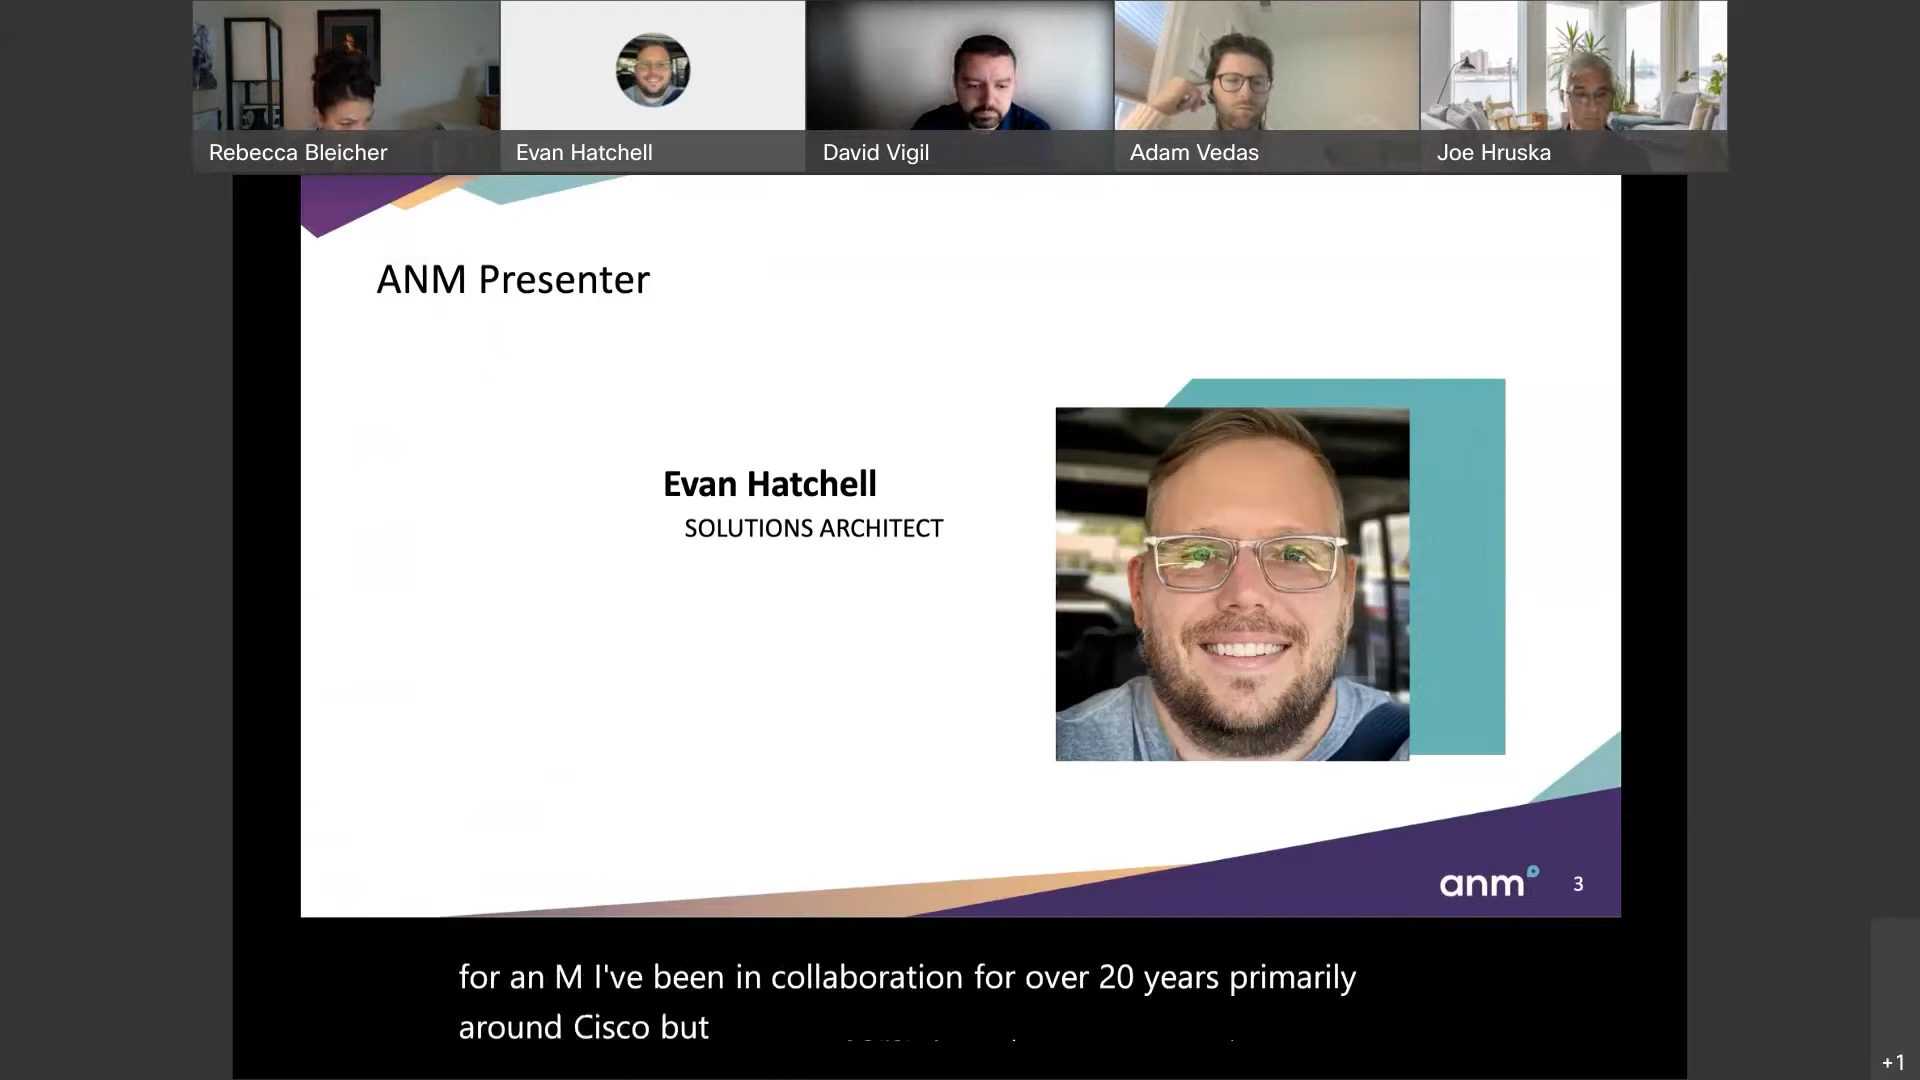 Rebecca Bleicher
Evan Hatchell
David Vigil
Adam Vedas
Joe Hruska
ANM Presenter
Evan Hatchell
SOLUTIONS ARCHITECT
anm
3
for an M I've been in collaboration for over 20 years primarily
around Cisco but
+1